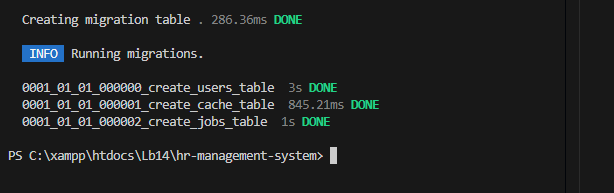 Creating migration table . 286.36ms DONE
INFO Running migrations.
0001_01_01_000000_create_users_table 3s DONE
0001_01_01_000001_create_cache_table 845.21ms DONE
0001_01_01_000002_create_jobs_table 1s DONE
PS C:\xampp\htdocs\Lb14\hr-management-system>